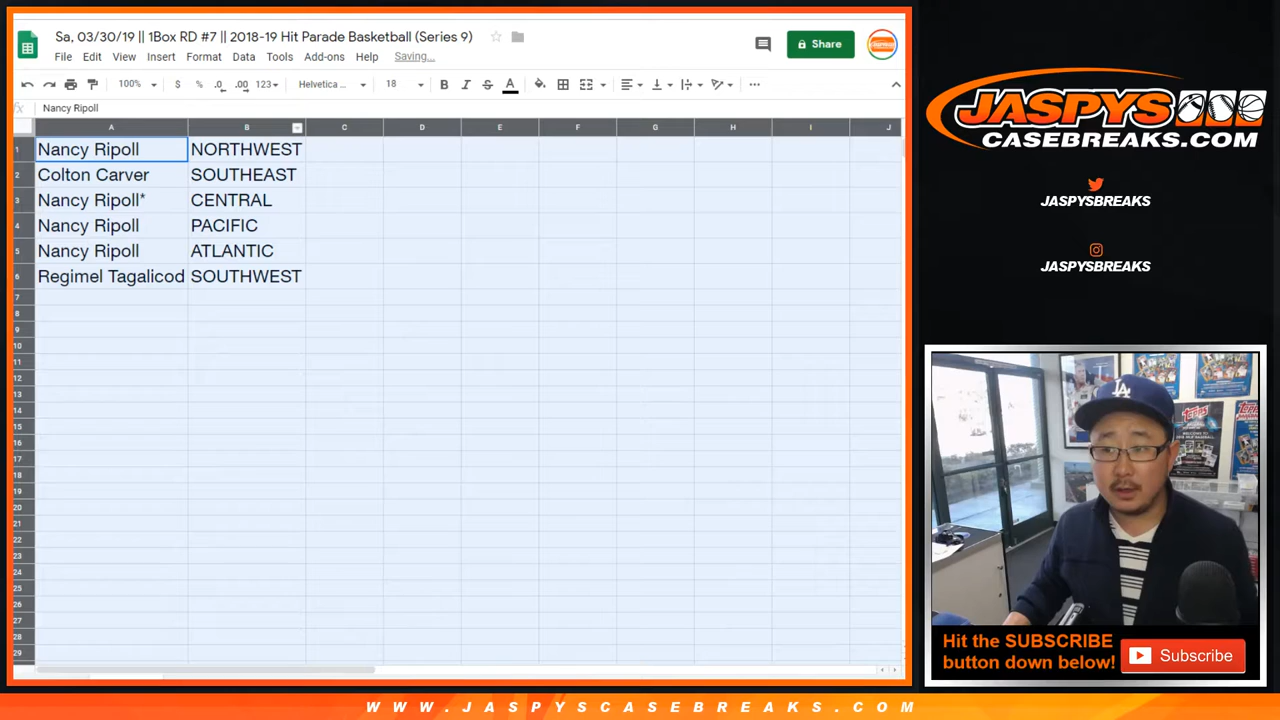 Sa, 03/30/19 || 1Box RD #7 || 2018-19 Hit Parade Basketball (Series 9)
File Edit View Insert Format Data Tools Add-ons Help Saving...
Share
100% $ % .0 .00 123 Helvetica... 18 B I S A
fx Nancy Ripoll
A B C D E F G H I J
1 Nancy Ripoll NORTHWEST
2 Colton Carver SOUTHEAST
3 Nancy Ripoll* CENTRAL
4 Nancy Ripoll PACIFIC
5 Nancy Ripoll ATLANTIC
6 Regimel Tagalicod SOUTHWEST
7
8
9
10
11
12
13
14
15
16
17
18
19
20
21
22
23
24
25
26
27
28
29
JASPYS
CASEBREAKS.COM
JASPYSBREAKS
JASPYSBREAKS
LA
Topps
Hit the SUBSCRIBE
button down below!
Subscribe
WWW.JASPYSCASEBREAKS.COM